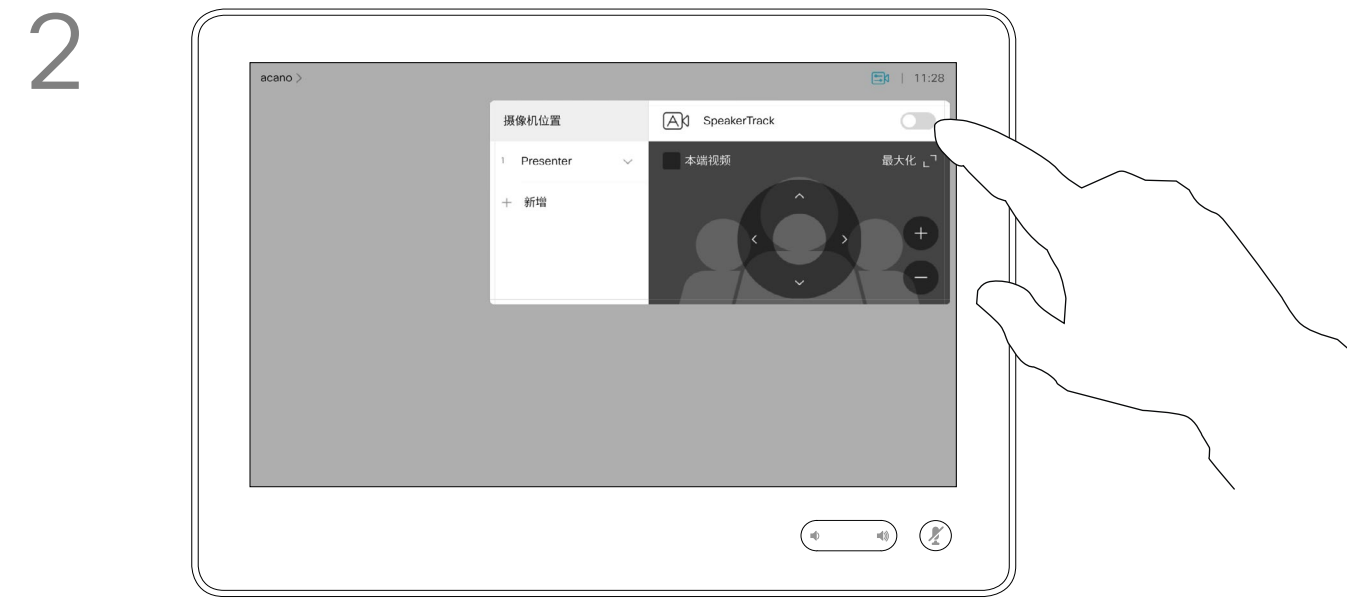 2
acano >
11:28
摄像机位置
SpeakerTrack
1 Presenter
本端视频
最大化
+ 新增